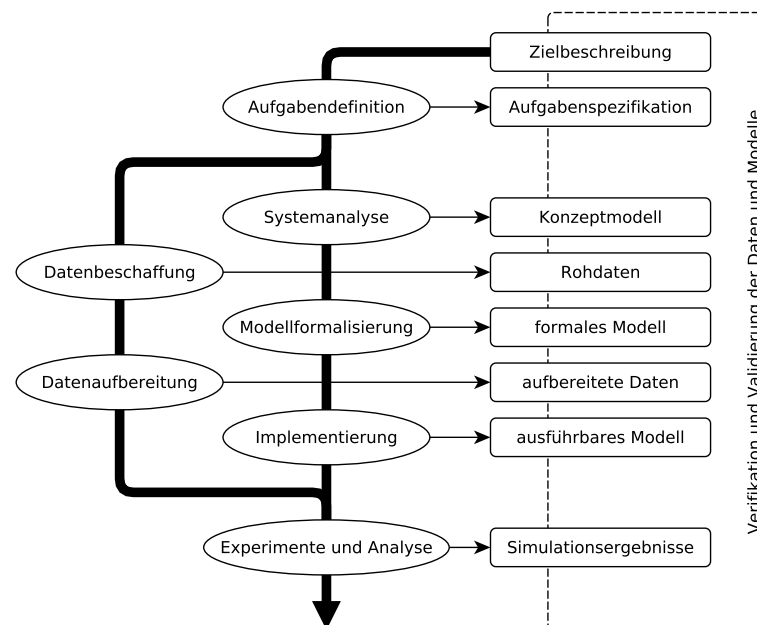 Zielbeschreibung
Aufgabendefinition
Aufgabenspezifikation
Systemanalyse
Konzeptmodell
Datenbeschaffung
Rohdaten
Modellformalisierung
formales Modell
Datenaufbereitung
aufbereitete Daten
Implementierung
ausführbares Modell
Experimente und Analyse
Simulationsergebnisse
Verifikation und Validierung der Daten und Modelle